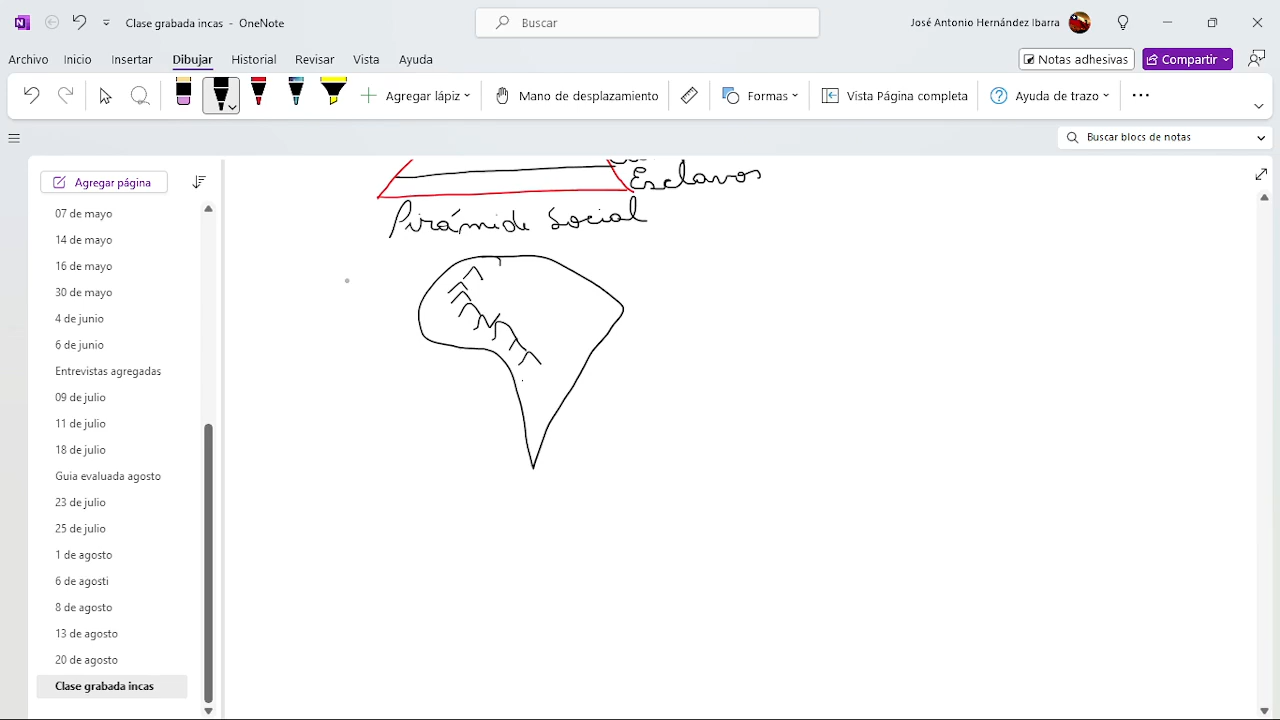 Clase grabada incas - OneNote
Buscar
José Antonio Hernández Ibarra
Archivo
Inicio
Insertar
Dibujar
Historial
Revisar
Vista
Ayuda
Notas adhesivas
Compartir
Agregar lápiz
Mano de desplazamiento
Formas
Vista Página completa
Ayuda de trazo
Buscar blocs de notas
Agregar página
07 de mayo
14 de mayo
16 de mayo
30 de mayo
4 de junio
6 de junio
Entrevistas agregadas
09 de julio
11 de julio
18 de julio
Guia evaluada agosto
23 de julio
25 de julio
1 de agosto
6 de agosti
8 de agosto
13 de agosto
20 de agosto
Clase grabada incas
Esclavos
Pirámide Social